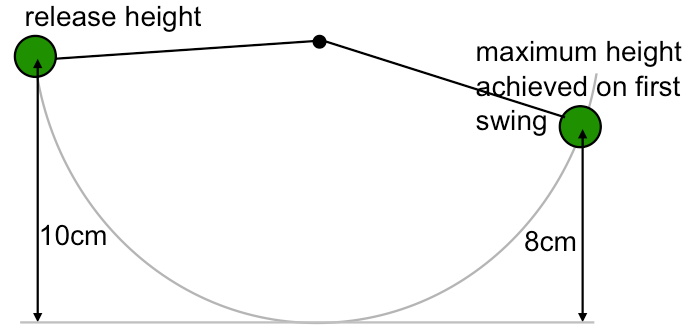 release height
maximum height
achieved on first
swing
10cm
8cm